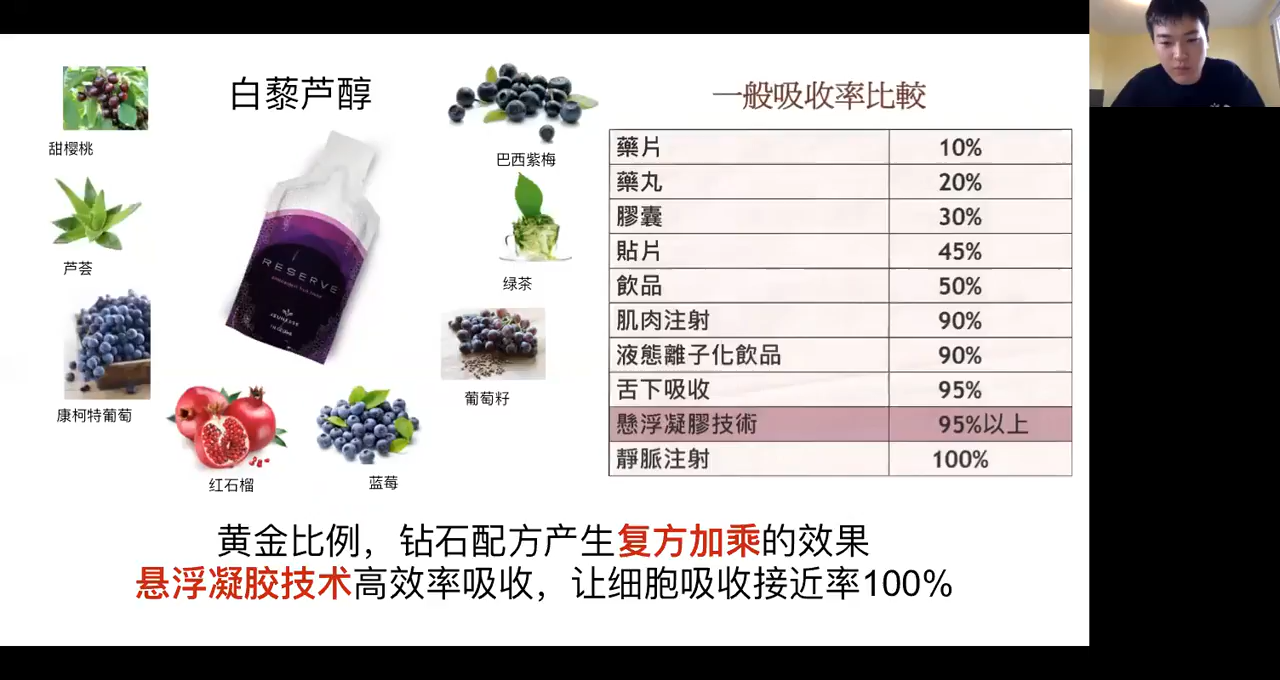 白藜芦醇
甜樱桃
芦荟
康柯特葡萄
红石榴
蓝莓
巴西紫梅
绿茶
葡萄籽
RESERVE
JEUNESSE
一般吸收率比較
藥片 10%
藥丸 20%
膠囊 30%
貼片 45%
飲品 50%
肌肉注射 90%
液態離子化飲品 90%
舌下吸收 95%
懸浮凝膠技術 95%以上
靜脈注射 100%
黄金比例，钻石配方产生复方加乘的效果
悬浮凝胶技术高效率吸收，让细胞吸收接近率100%